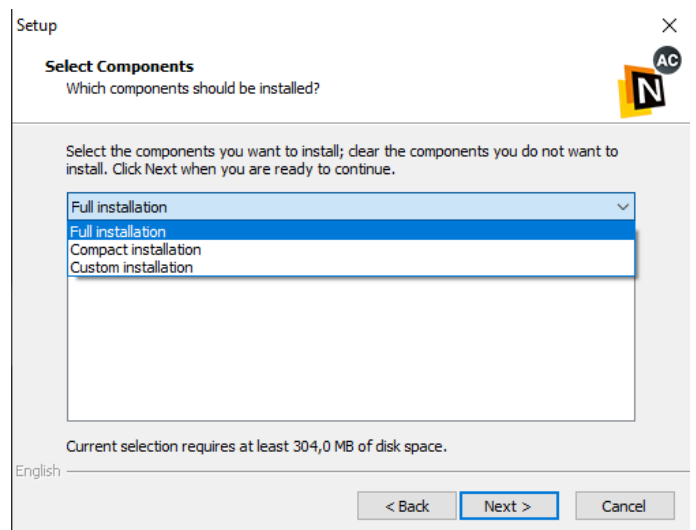 Setup
Select Components
Which components should be installed?
AC
N
Select the components you want to install; clear the components you do not want to
install. Click Next when you are ready to continue.
Full installation
Full installation
Compact installation
Custom installation
Current selection requires at least 304,0 MB of disk space.
English
< Back
Next >
Cancel